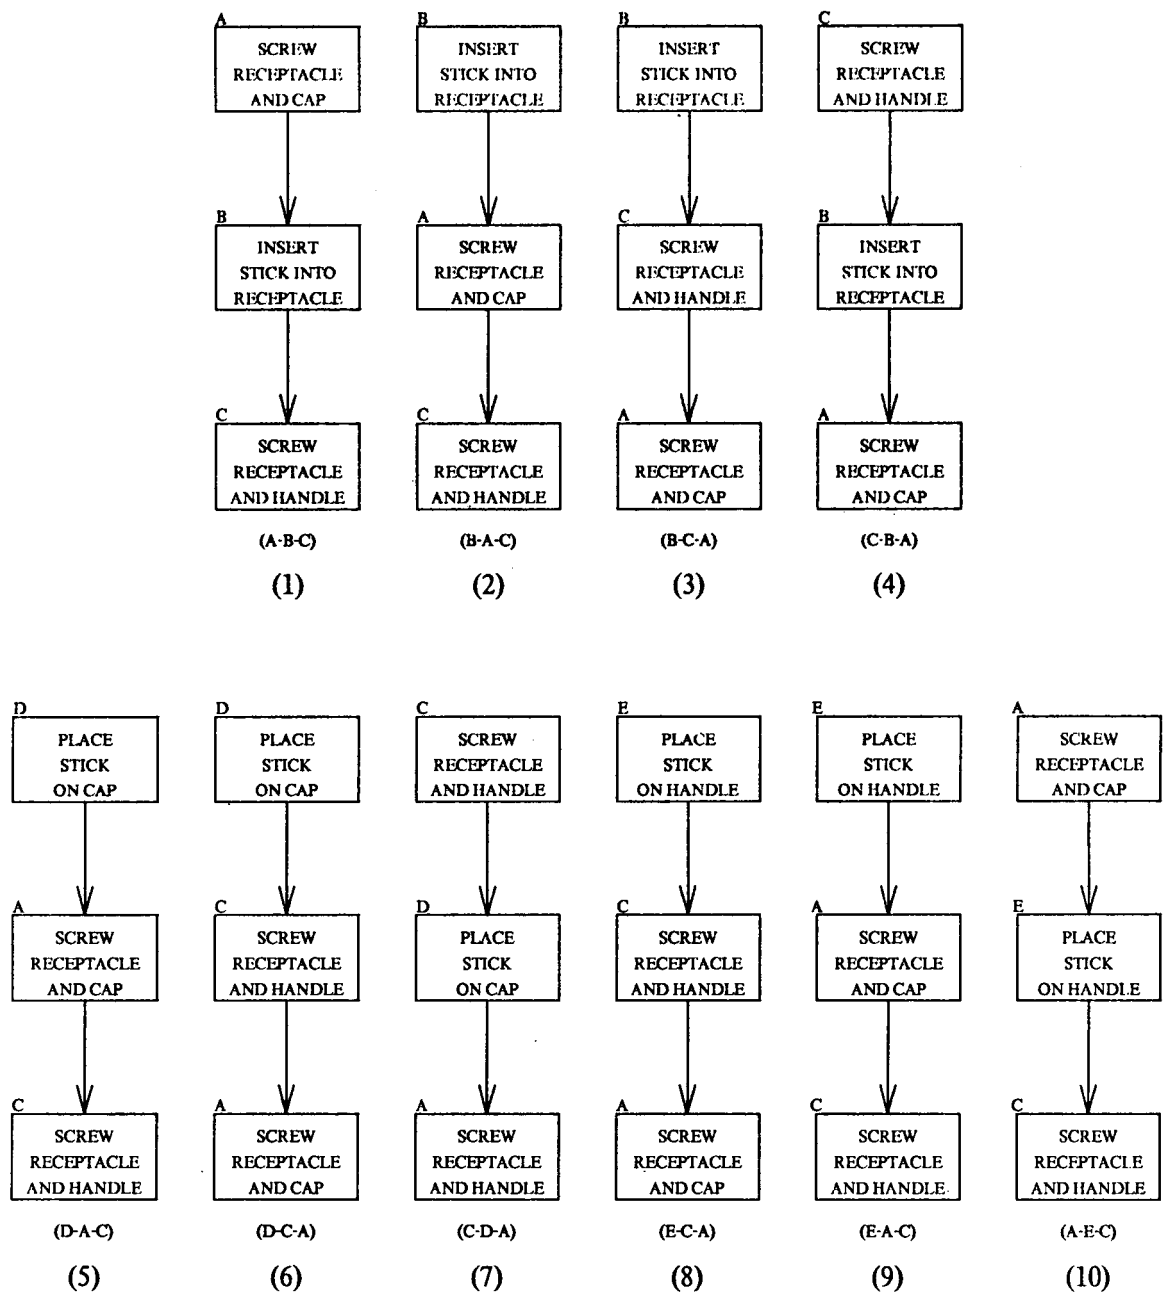 A
SCREW
RECEPTACLE
AND CAP
B
INSERT
STICK INTO
RECEPTACLE
C
SCREW
RECEPTACLE
AND HANDLE
(A-B-C)
(1)
B
INSERT
STICK INTO
RECEPTACLE
A
SCREW
RECEPTACLE
AND CAP
C
SCREW
RECEPTACLE
AND HANDLE
(B-A-C)
(2)
B
INSERT
STICK INTO
RECEPTACLE
C
SCREW
RECEPTACLE
AND HANDLE
A
SCREW
RECEPTACLE
AND CAP
(B-C-A)
(3)
C
SCREW
RECEPTACLE
AND HANDLE
B
INSERT
STICK INTO
RECEPTACLE
A
SCREW
RECEPTACLE
AND CAP
(C-B-A)
(4)
D
PLACE
STICK
ON CAP
A
SCREW
RECEPTACLE
AND CAP
C
SCREW
RECEPTACLE
AND HANDLE
(D-A-C)
(5)
D
PLACE
STICK
ON CAP
C
SCREW
RECEPTACLE
AND HANDLE
A
SCREW
RECEPTACLE
AND CAP
(D-C-A)
(6)
C
SCREW
RECEPTACLE
AND HANDLE
D
PLACE
STICK
ON CAP
A
SCREW
RECEPTACLE
AND HANDLE
(C-D-A)
(7)
E
PLACE
STICK
ON HANDLE
C
SCREW
RECEPTACLE
AND HANDLE
A
SCREW
RECEPTACLE
AND CAP
(E-C-A)
(8)
E
PLACE
STICK
ON HANDLE
A
SCREW
RECEPTACLE
AND CAP
C
SCREW
RECEPTACLE
AND HANDLE
(E-A-C)
(9)
A
SCREW
RECEPTACLE
AND CAP
E
PLACE
STICK
ON HANDLE
C
SCREW
RECEPTACLE
AND HANDLE
(A-E-C)
(10)